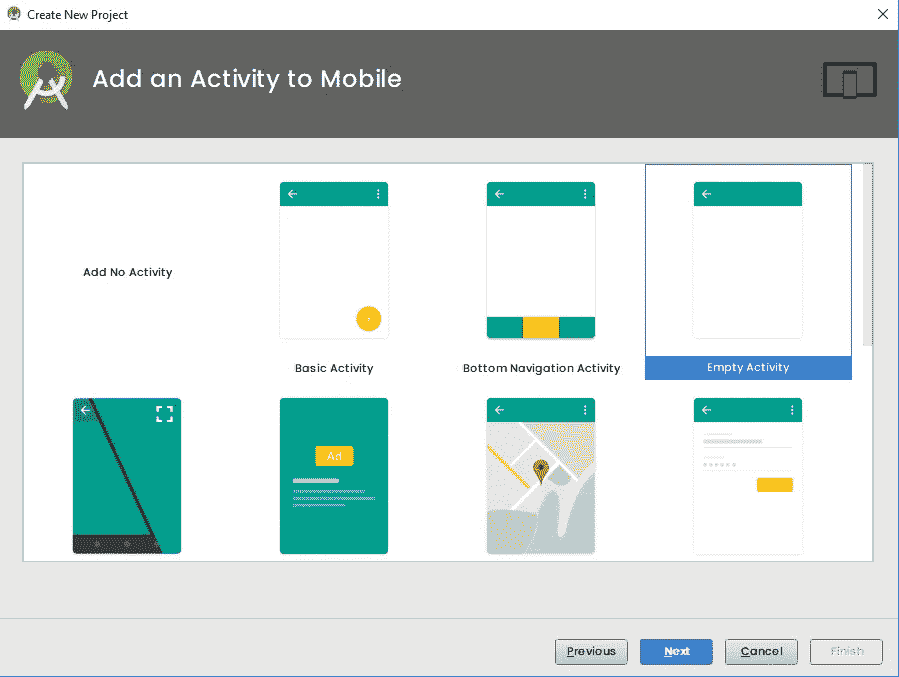 Create New Project
Add an Activity to Mobile
Add No Activity
Basic Activity
Bottom Navigation Activity
Empty Activity
Ad
Previous
Next
Cancel
Finish